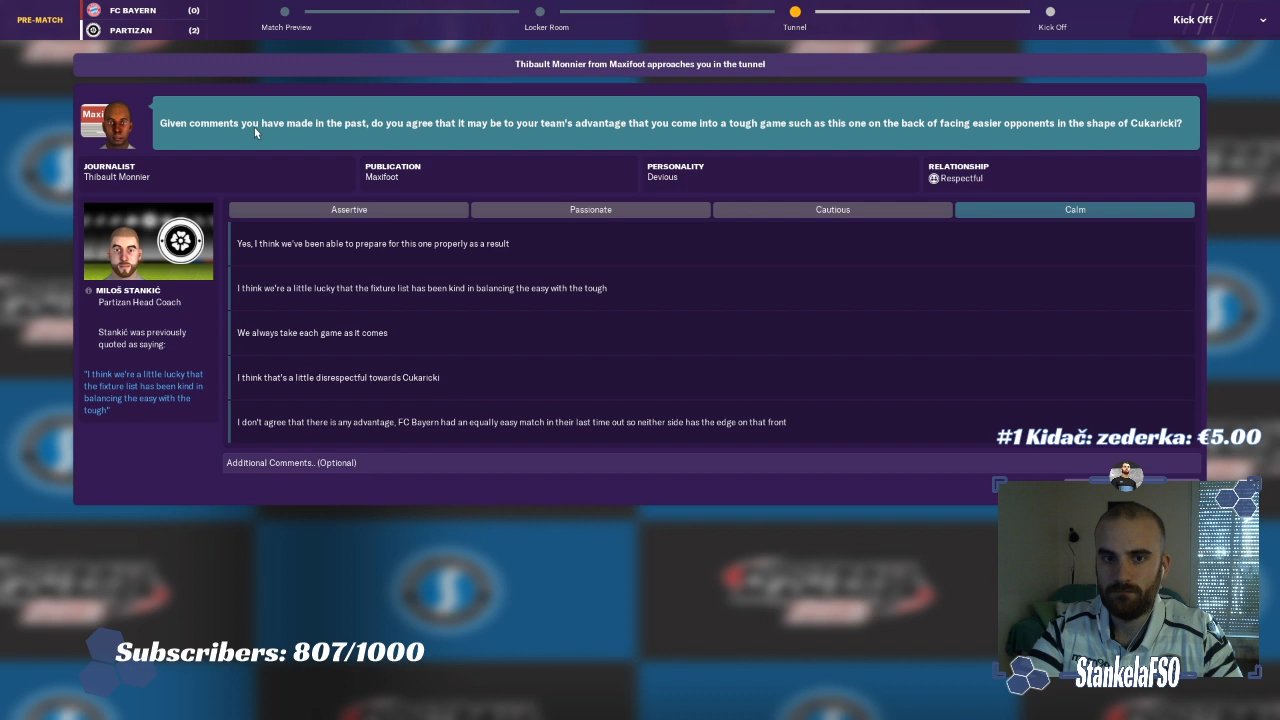 PRE-MATCH
FC BAYERN (0)
PARTIZAN (2)
Match Preview
Locker Room
Tunnel
Kick Off
Kick Off
Thibault Monnier from Maxifoot approaches you in the tunnel
Maxi
Given comments you have made in the past, do you agree that it may be to your team's advantage that you come into a tough game such as this one on the back of facing easier opponents in the shape of Cukaricki?
JOURNALIST
Thibault Monnier
PUBLICATION
Maxifoot
PERSONALITY
Devious
RELATIONSHIP
Respectful
Assertive
Passionate
Cautious
Calm
MILOŠ STANKIĆ
Partizan Head Coach
Stankić was previously
quoted as saying:
"I think we're a little lucky that
the fixture list has been kind in
balancing the easy with the
tough"
Yes, I think we've been able to prepare for this one properly as a result
I think we're a little lucky that the fixture list has been kind in balancing the easy with the tough
We always take each game as it comes
I think that's a little disrespectful towards Cukaricki
I don't agree that there is any advantage, FC Bayern had an equally easy match in their last time out so neither side has the edge on that front
Additional Comments.. (Optional)
#1 Kidač: zederka: €5.00
Subscribers: 807/1000
StankelaFSO